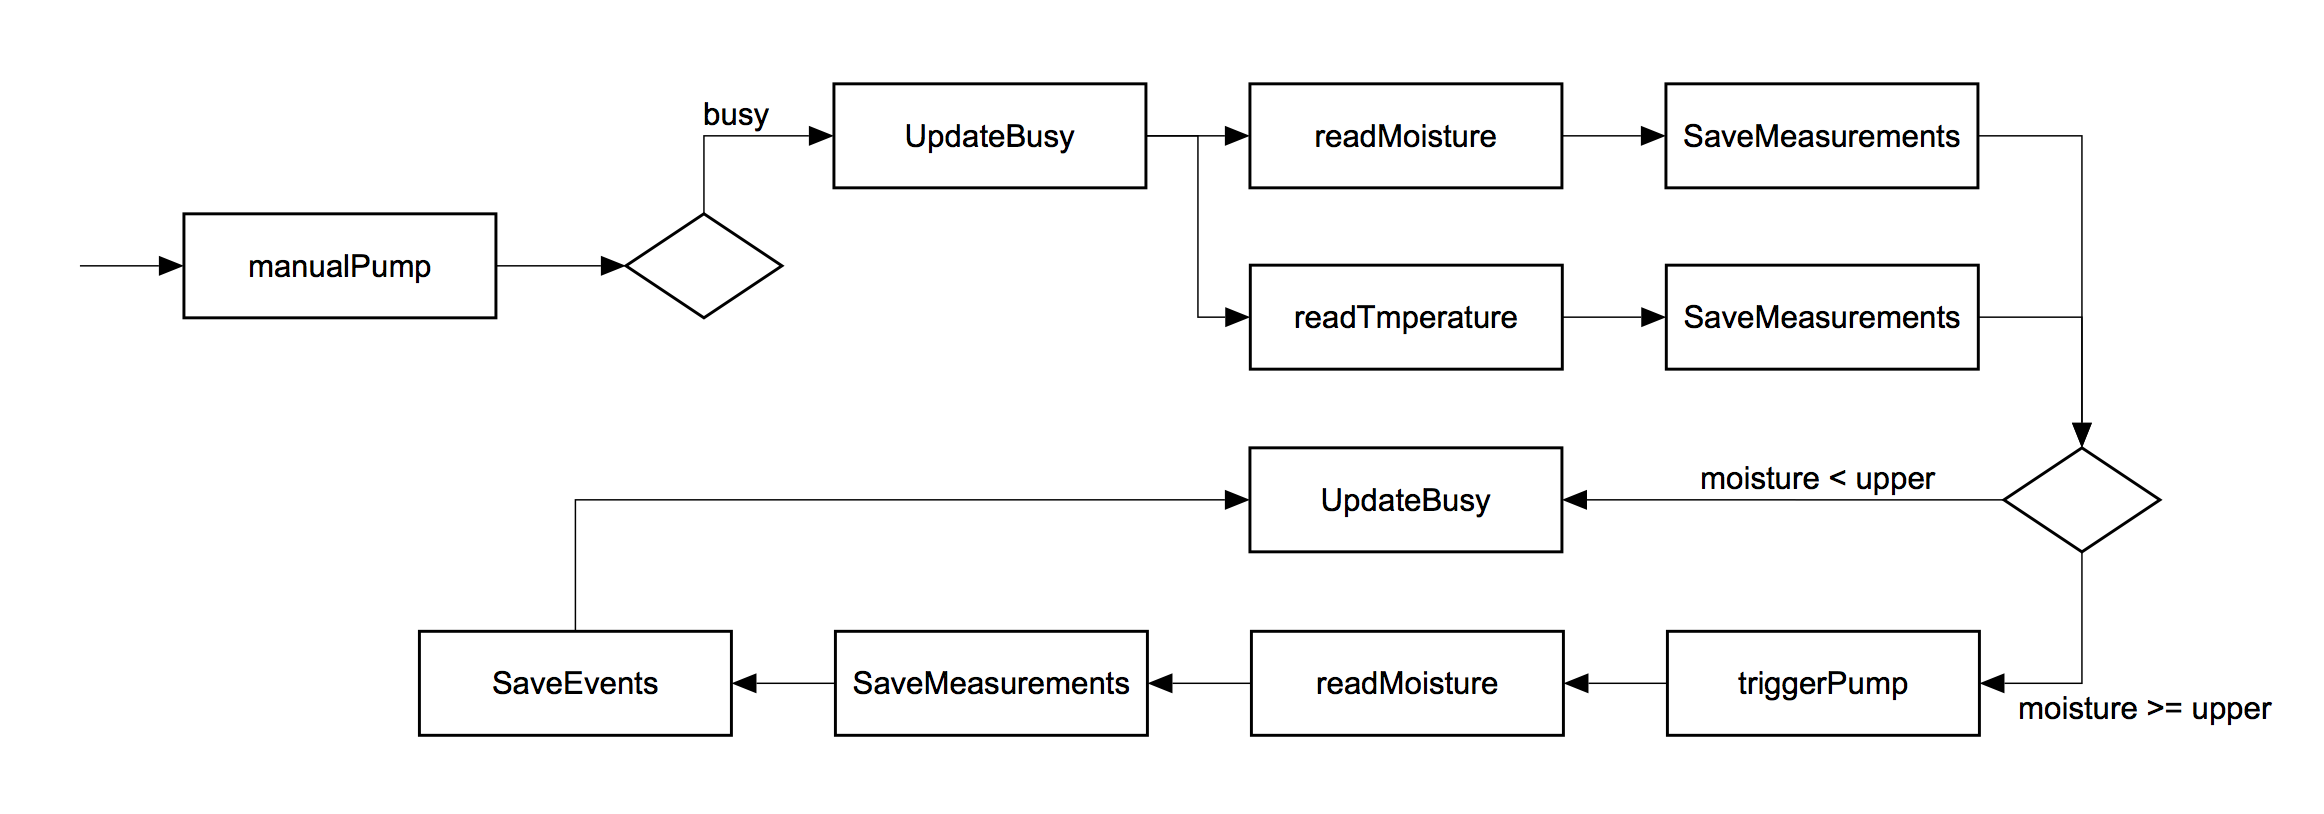 busy
UpdateBusy
readMoisture
SaveMeasurements
manualPump
readTmperature
SaveMeasurements
UpdateBusy
moisture < upper
SaveEvents
SaveMeasurements
readMoisture
triggerPump
moisture >= upper